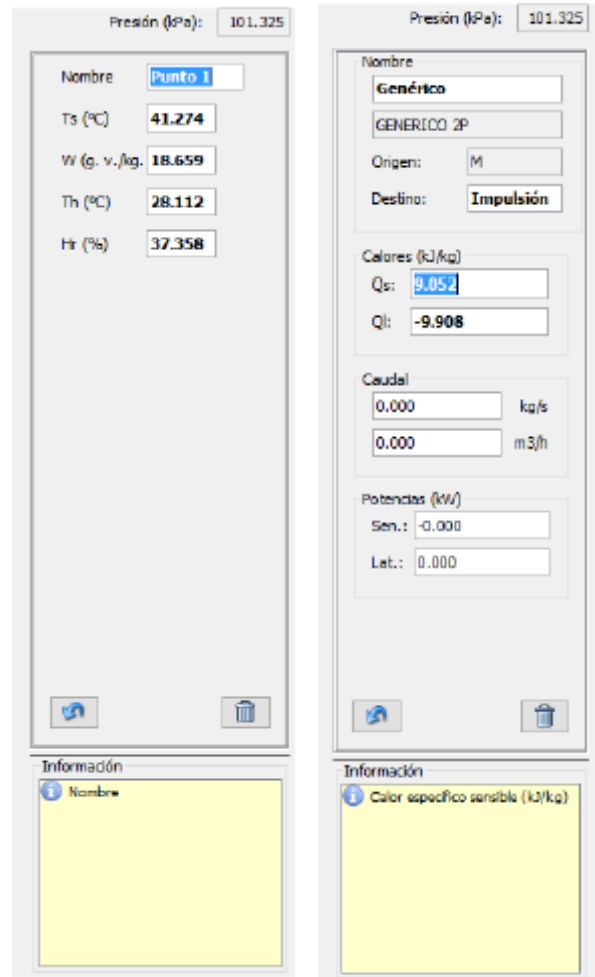 Presión (kPa): 101.325
Nombre Punto 1
Ts (ºC) 41.274
W (g. v./kg. 18.659
Th (ºC) 28.112
Hr (%) 37.358
Información
Nombre
Presión (kPa): 101.325
Nombre
Genérico
GENERICO 2P
Origen: M
Destino: Impulsión
Calores (kJ/kg)
Qs: 9.052
Ql: -9.908
Caudal
0.000 kg/s
0.000 m3/h
Potencias (kW)
Sen.: -0.000
Lat.: 0.000
Información
Calor específico sensible (kJ/kg)